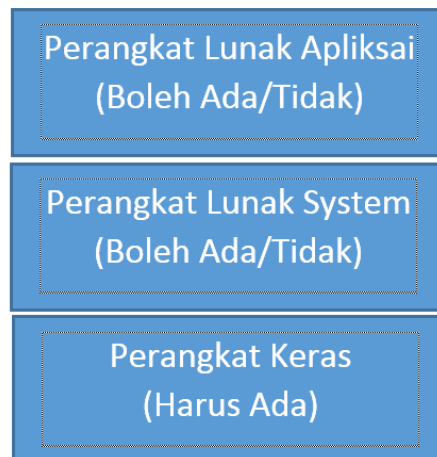 Perangkat Lunak Apliksai
(Boleh Ada/Tidak)
Perangkat Lunak System
(Boleh Ada/Tidak)
Perangkat Keras
(Harus Ada)